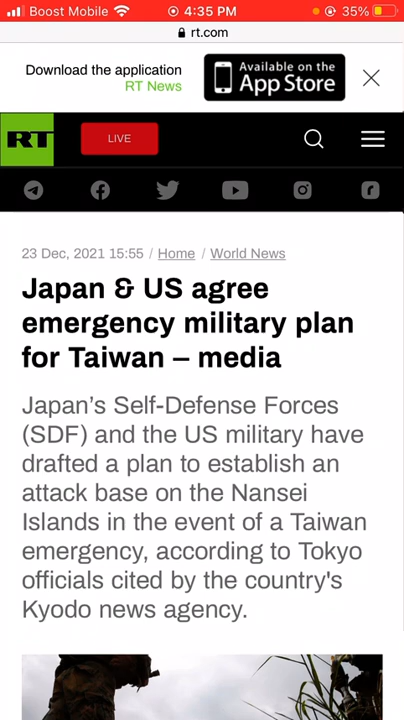 Boost Mobile 4:35 PM 35%
rt.com
Download the application
RT News
Available on the
App Store
RT LIVE
23 Dec, 2021 15:55 / Home / World News
Japan & US agree
emergency military plan
for Taiwan – media
Japan's Self-Defense Forces
(SDF) and the US military have
drafted a plan to establish an
attack base on the Nansei
Islands in the event of a Taiwan
emergency, according to Tokyo
officials cited by the country's
Kyodo news agency.